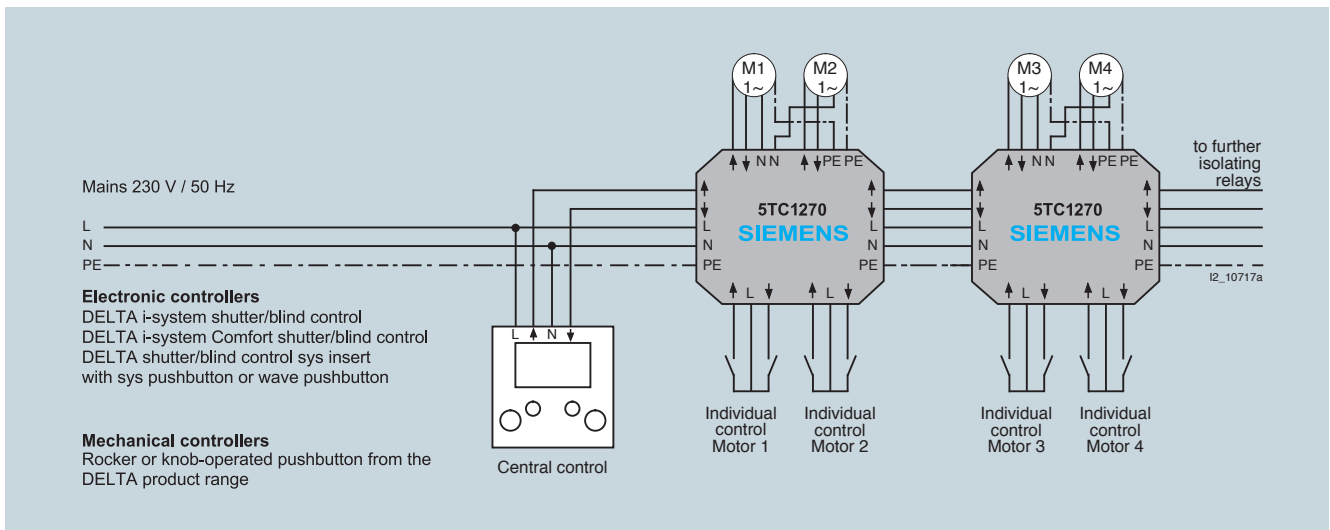 M1
1~
M2
1~
M3
1~
M4
1~
N N
PE PE
N N
PE PE
to further
isolating
relays
Mains 230 V / 50 Hz
5TC1270
SIEMENS
5TC1270
SIEMENS
L
L
L
L
L
N
N
N
N
N
PE
PE
PE
PE
PE
I2_10717a
L
L
L
L
Electronic controllers
DELTA i-system shutter/blind control
DELTA i-system Comfort shutter/blind control
DELTA shutter/blind control sys insert
with sys pushbutton or wave pushbutton
L N
Mechanical controllers
Rocker or knob-operated pushbutton from the
DELTA product range
Central control
Individual
control
Motor 1
Individual
control
Motor 2
Individual
control
Motor 3
Individual
control
Motor 4